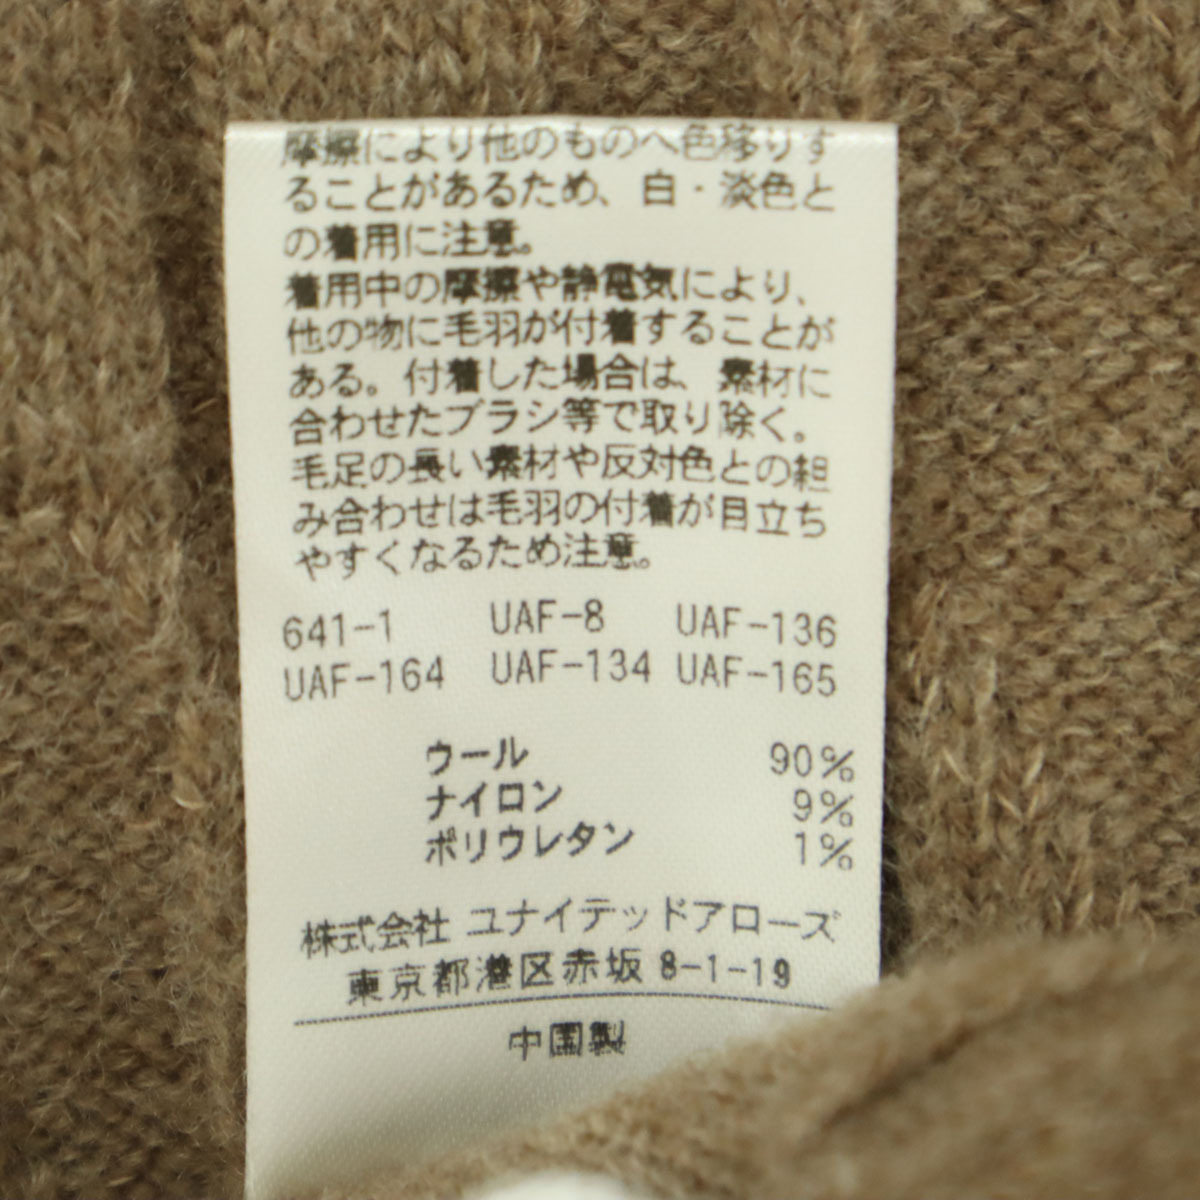 摩擦により他のものへ色移りす
ることがあるため、白・淡色と
の着用に注意。
着用中の摩擦や静電気により、
他の物に毛羽が付着することが
ある。付着した場合は、素材に
合わせたブラシ等で取り除く。
毛足の長い素材や反対色との組
み合わせは毛羽の付着が目立ち
やすくなるため注意。
641-1 UAF-8 UAF-136
UAF-164 UAF-134 UAF-165
ウール 90%
ナイロン 9%
ポリウレタン 1%
株式会社 ユナイテッドアローズ
東京都港区赤坂 8-1-19
中国製